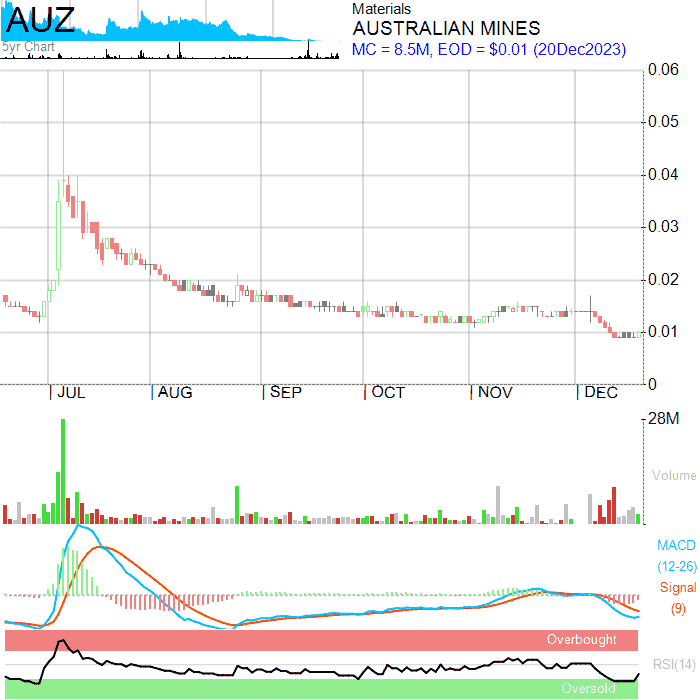 AUZ
5yr Chart
Materials
AUSTRALIAN MINES
MC = 8.5M, EOD = $0.01 (20Dec2023)
0.06
0.05
0.04
0.03
0.02
0.01
0
JUL AUG SEP OCT NOV DEC
28M
Volume
MACD
(12-26)
Signal
(9)
Overbought
RSI(14)
Oversold